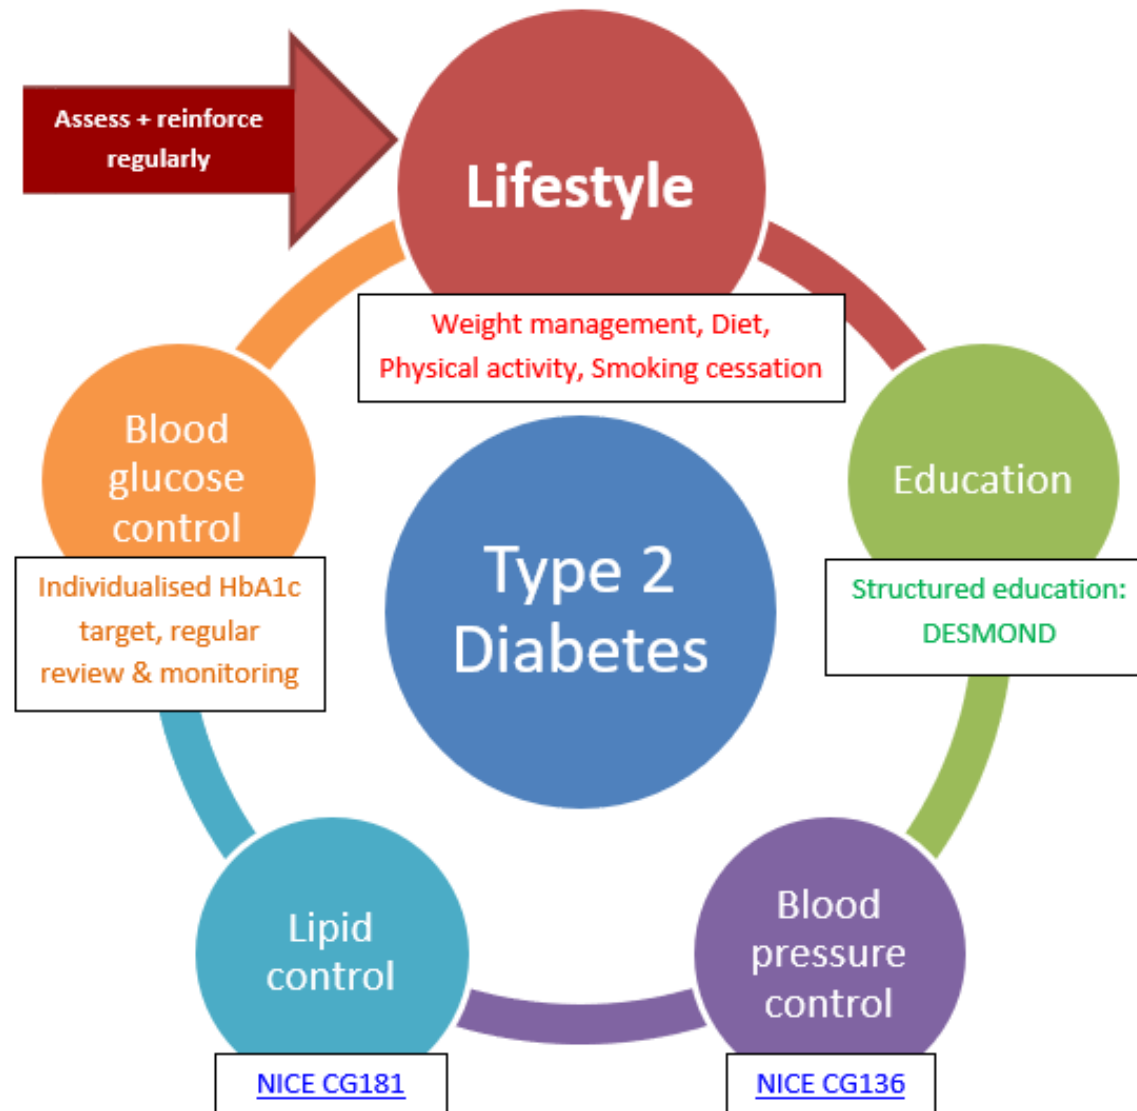 Assess + reinforce
regularly
Lifestyle
Weight management, Diet,
Physical activity, Smoking cessation
Blood
glucose
control
Individualised HbA1c
target, regular
review & monitoring
Education
Structured education:
DESMOND
Type 2
Diabetes
Lipid
control
NICE CG181
Blood
pressure
control
NICE CG136